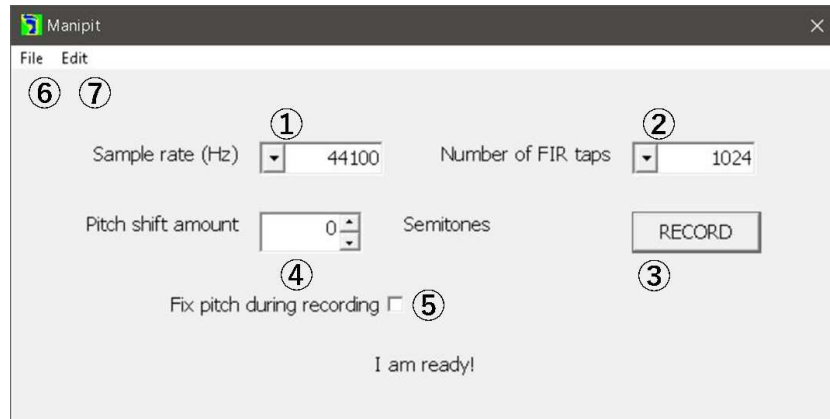 Manipit
File Edit
⑥ ⑦
① ②
Sample rate (Hz) 44100 Number of FIR taps 1024
Pitch shift amount 0 Semitones RECORD
④ ③
Fix pitch during recording ⑤
I am ready!